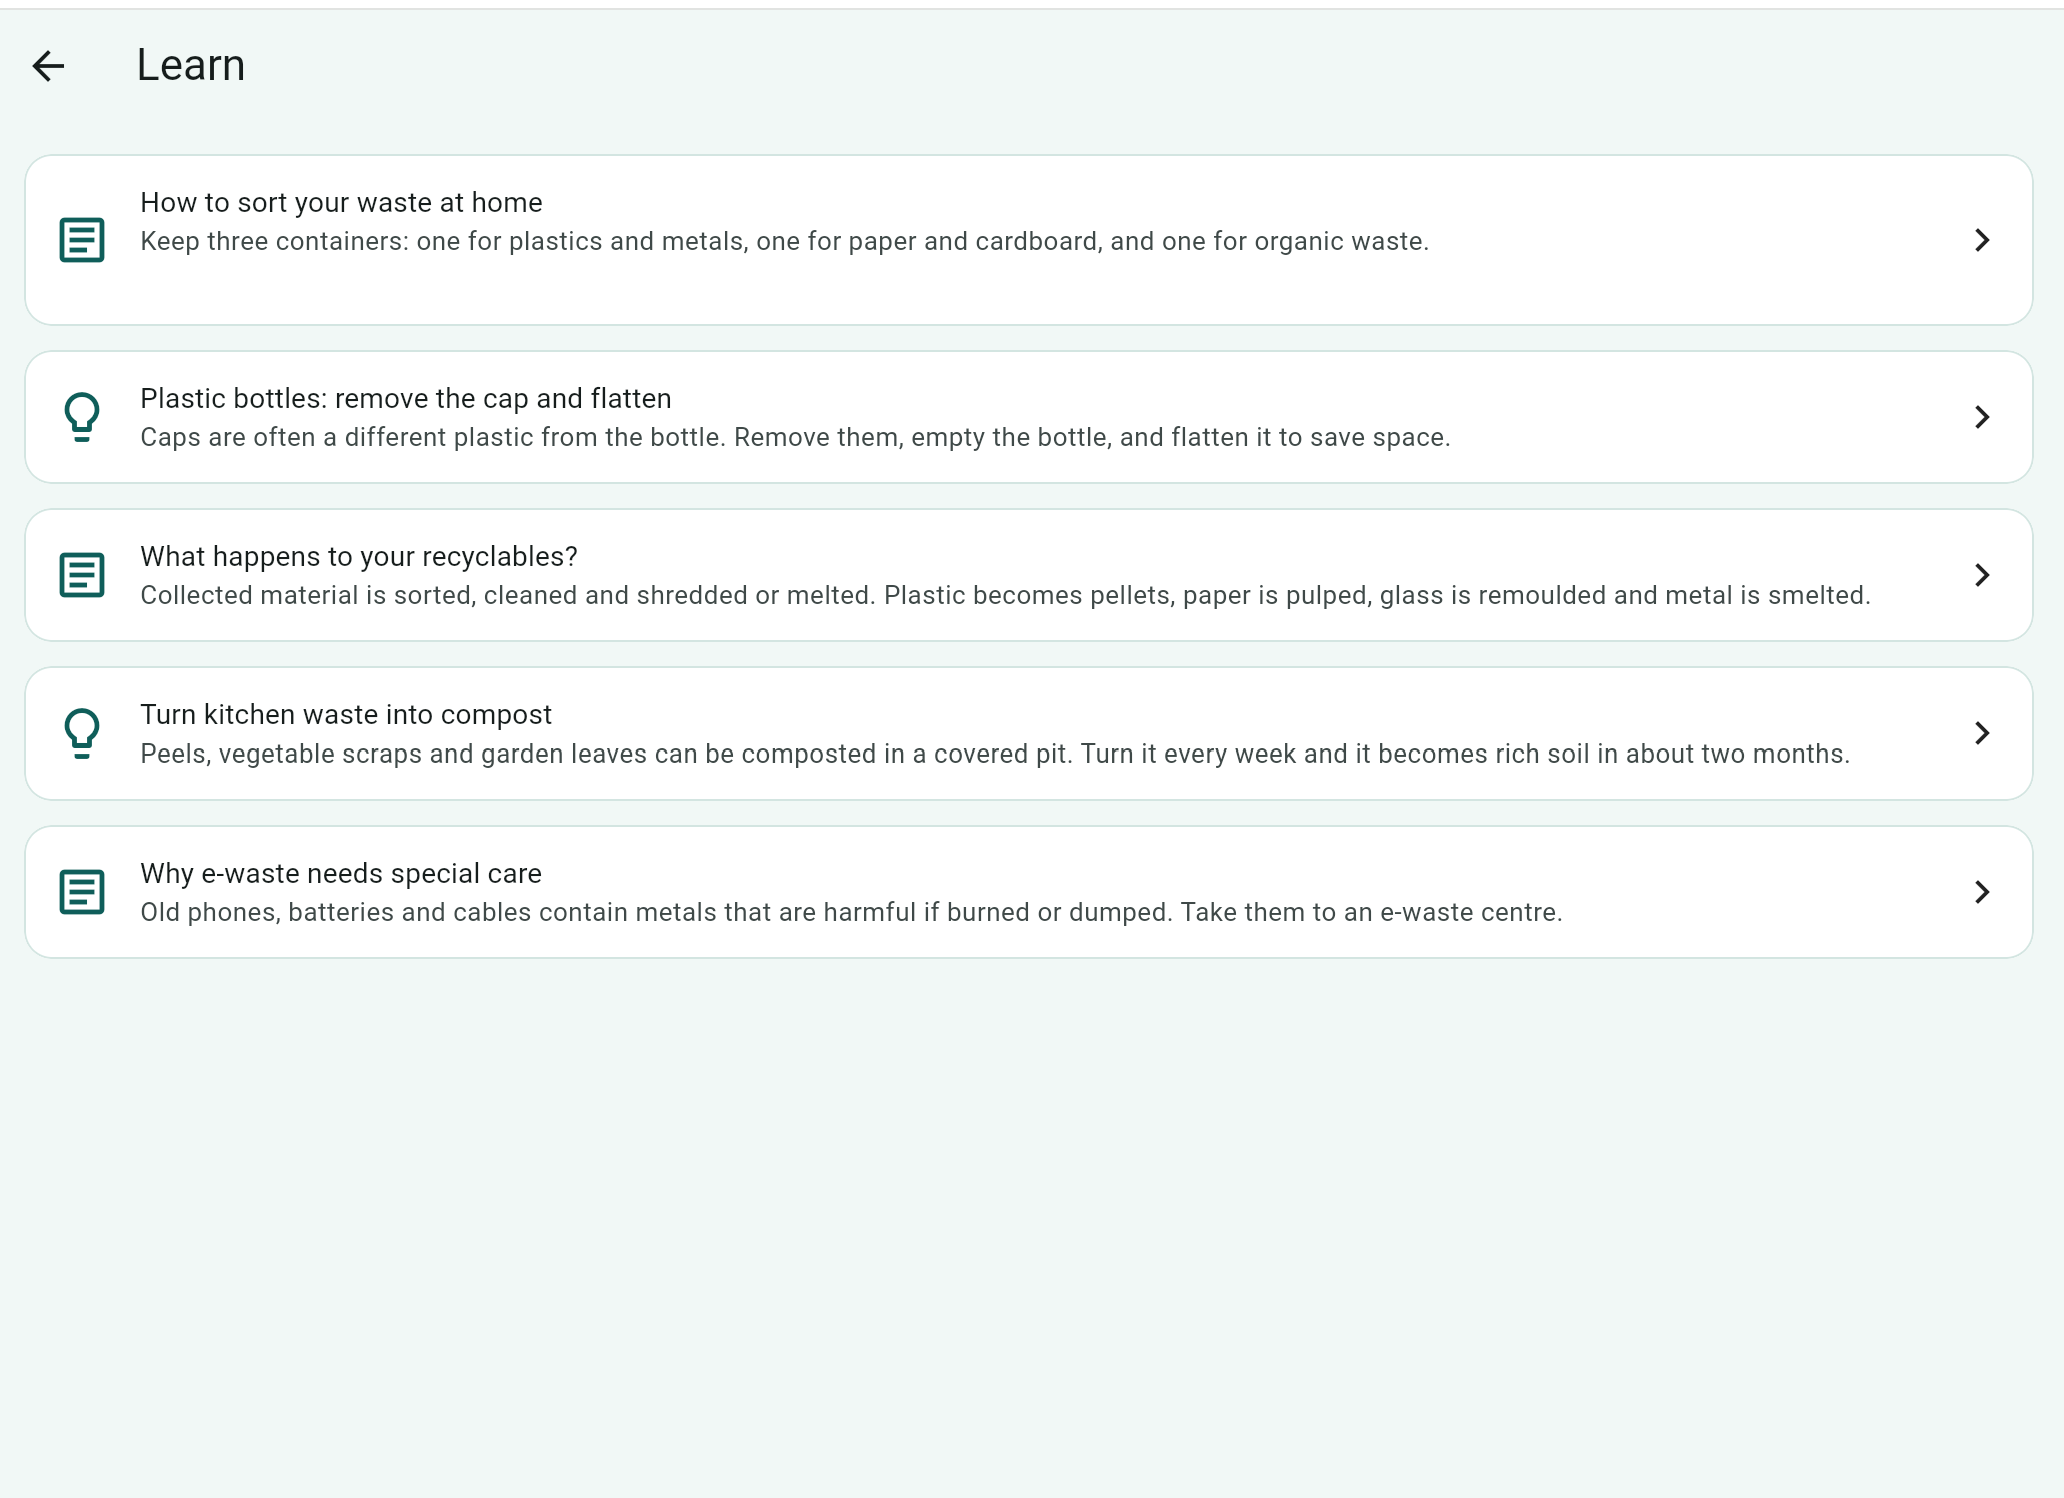 Learn
How to sort your waste at home
Keep three containers: one for plastics and metals, one for paper and cardboard, and one for organic waste.
Plastic bottles: remove the cap and flatten
Caps are often a different plastic from the bottle. Remove them, empty the bottle, and flatten it to save space.
What happens to your recyclables?
Collected material is sorted, cleaned and shredded or melted. Plastic becomes pellets, paper is pulped, glass is remoulded and metal is smelted.
Turn kitchen waste into compost
Peels, vegetable scraps and garden leaves can be composted in a covered pit. Turn it every week and it becomes rich soil in about two months.
Why e-waste needs special care
Old phones, batteries and cables contain metals that are harmful if burned or dumped. Take them to an e-waste centre.